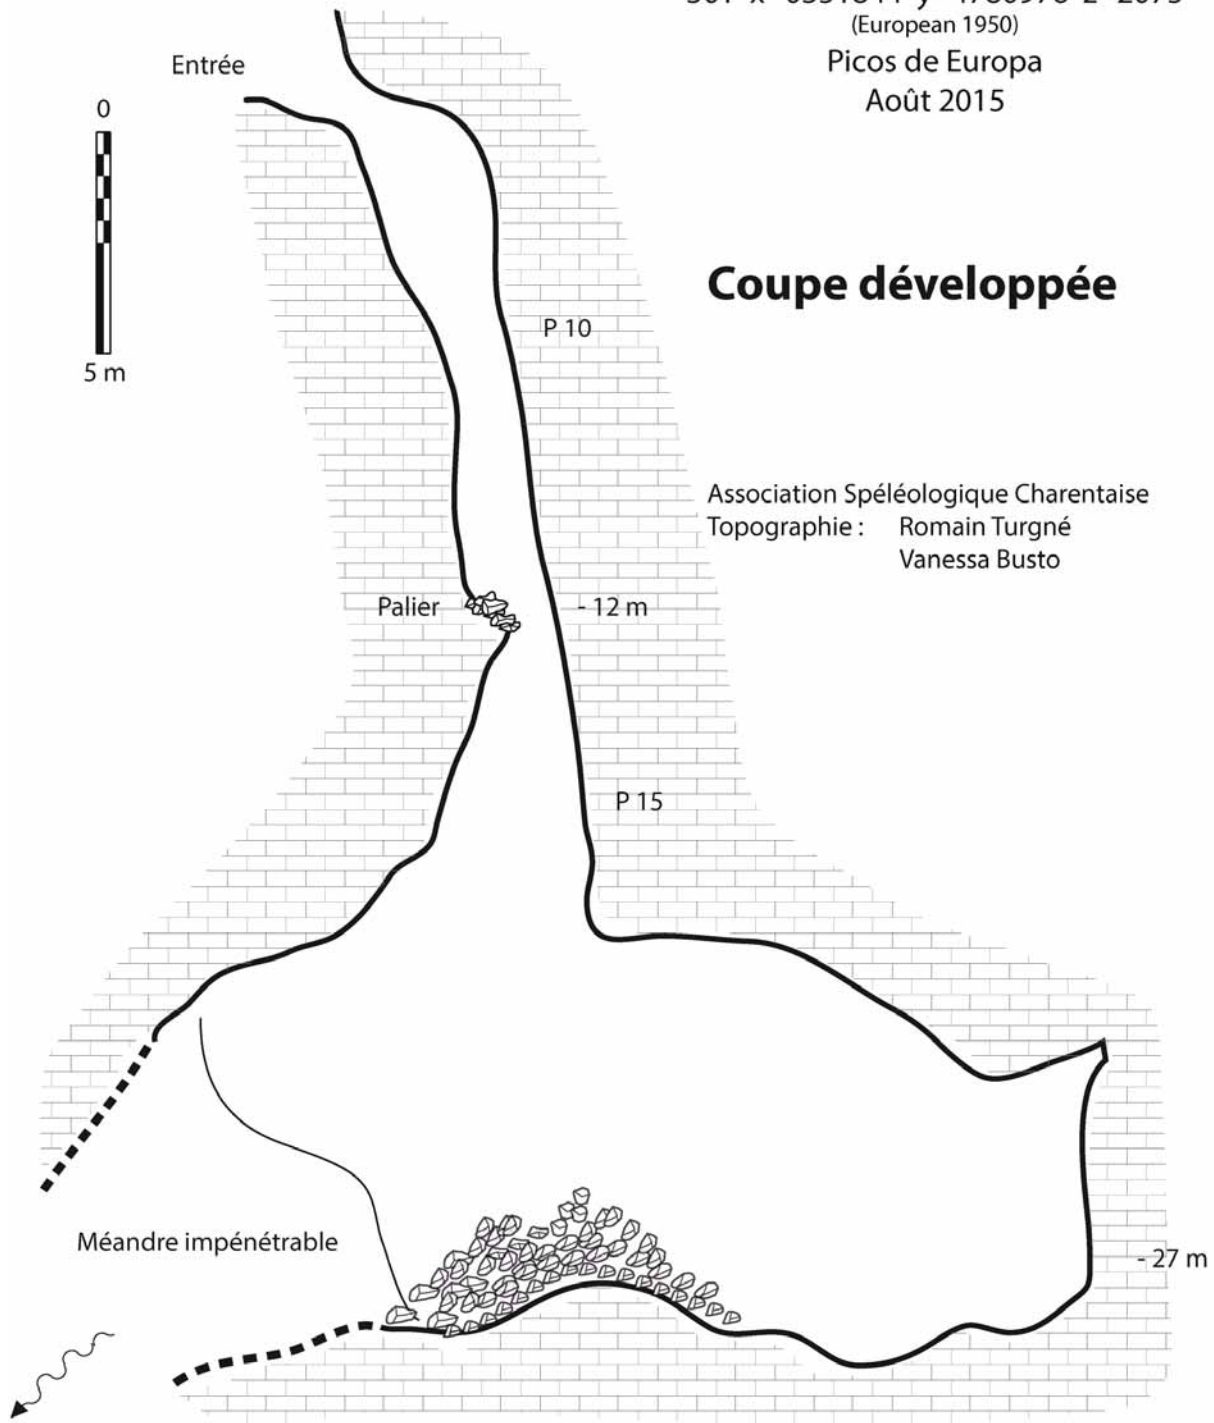 (European 1950)
Picos de Europa
Août 2015
Entrée
0
5 m
Coupe développée
P 10
Association Spéléologique Charentaise
Topographie : Romain Turgné
Vanessa Busto
Palier
- 12 m
P 15
Méandre impénétrable
- 27 m